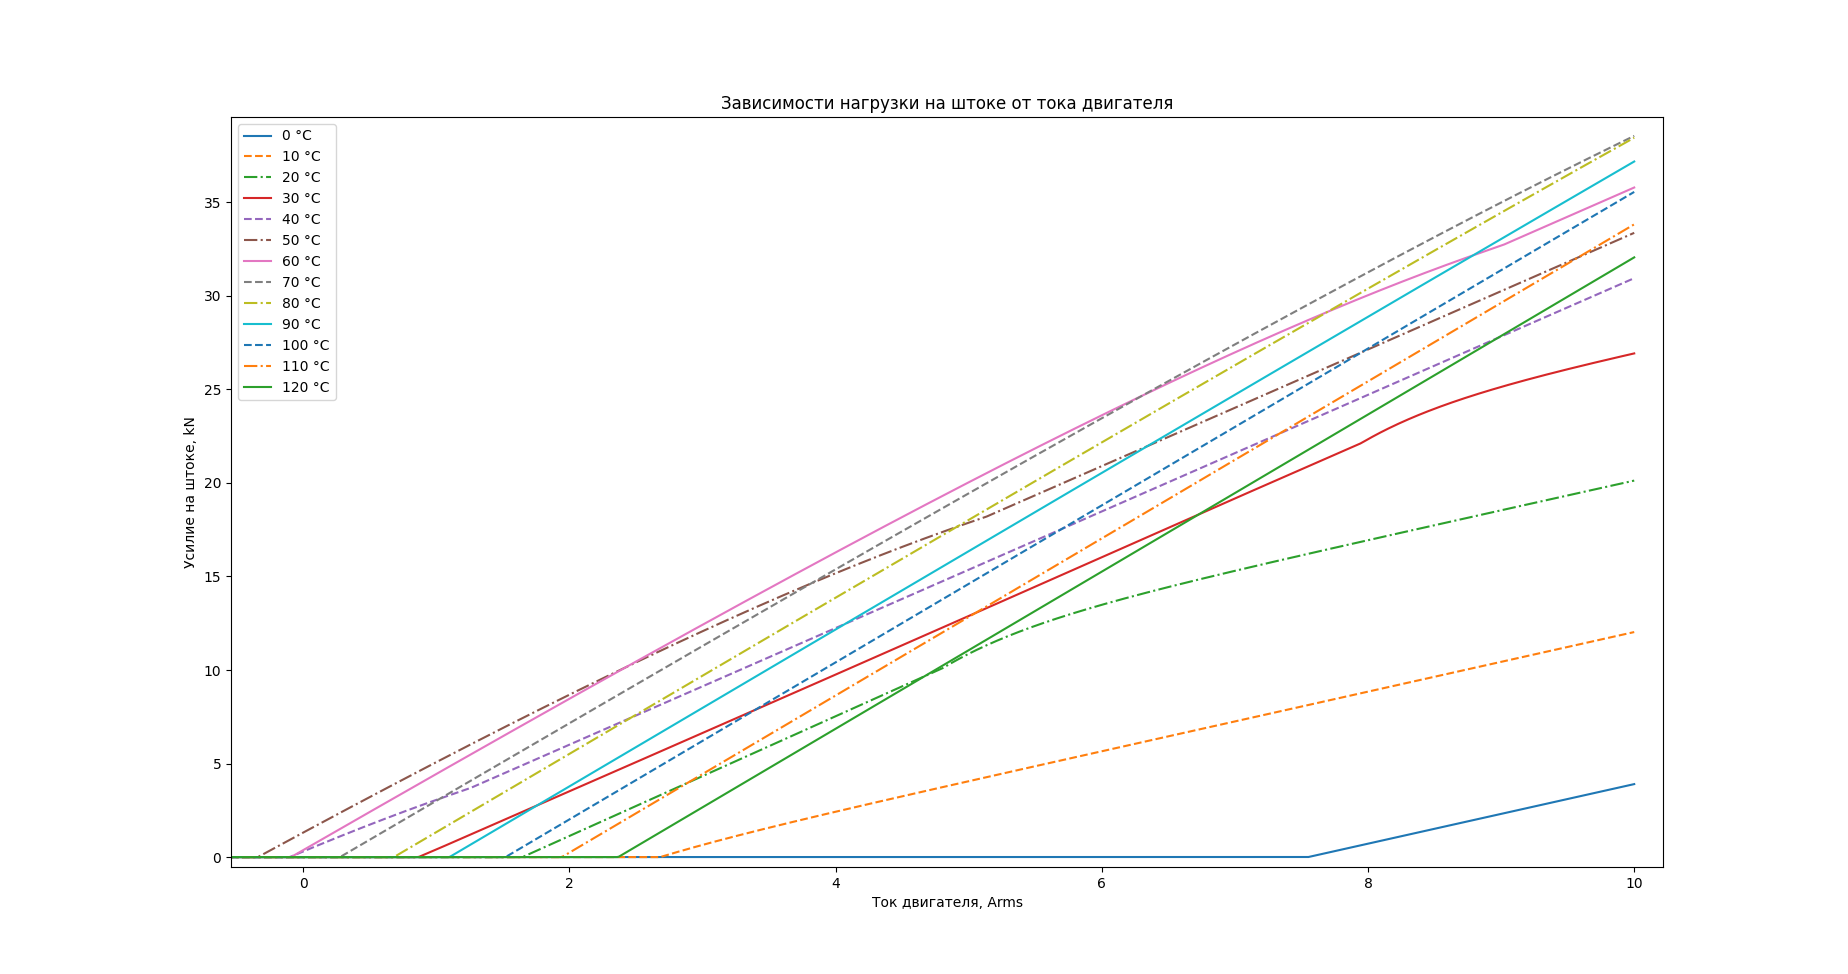 Зависимости нагрузки на штоке от тока двигателя
0 °C
10 °C
20 °C
30 °C
40 °C
50 °C
60 °C
70 °C
80 °C
90 °C
100 °C
110 °C
120 °C
Усилие на штоке, kN
35
30
25
20
15
10
5
0
0 2 4 6 8 10
Ток двигателя, Arms